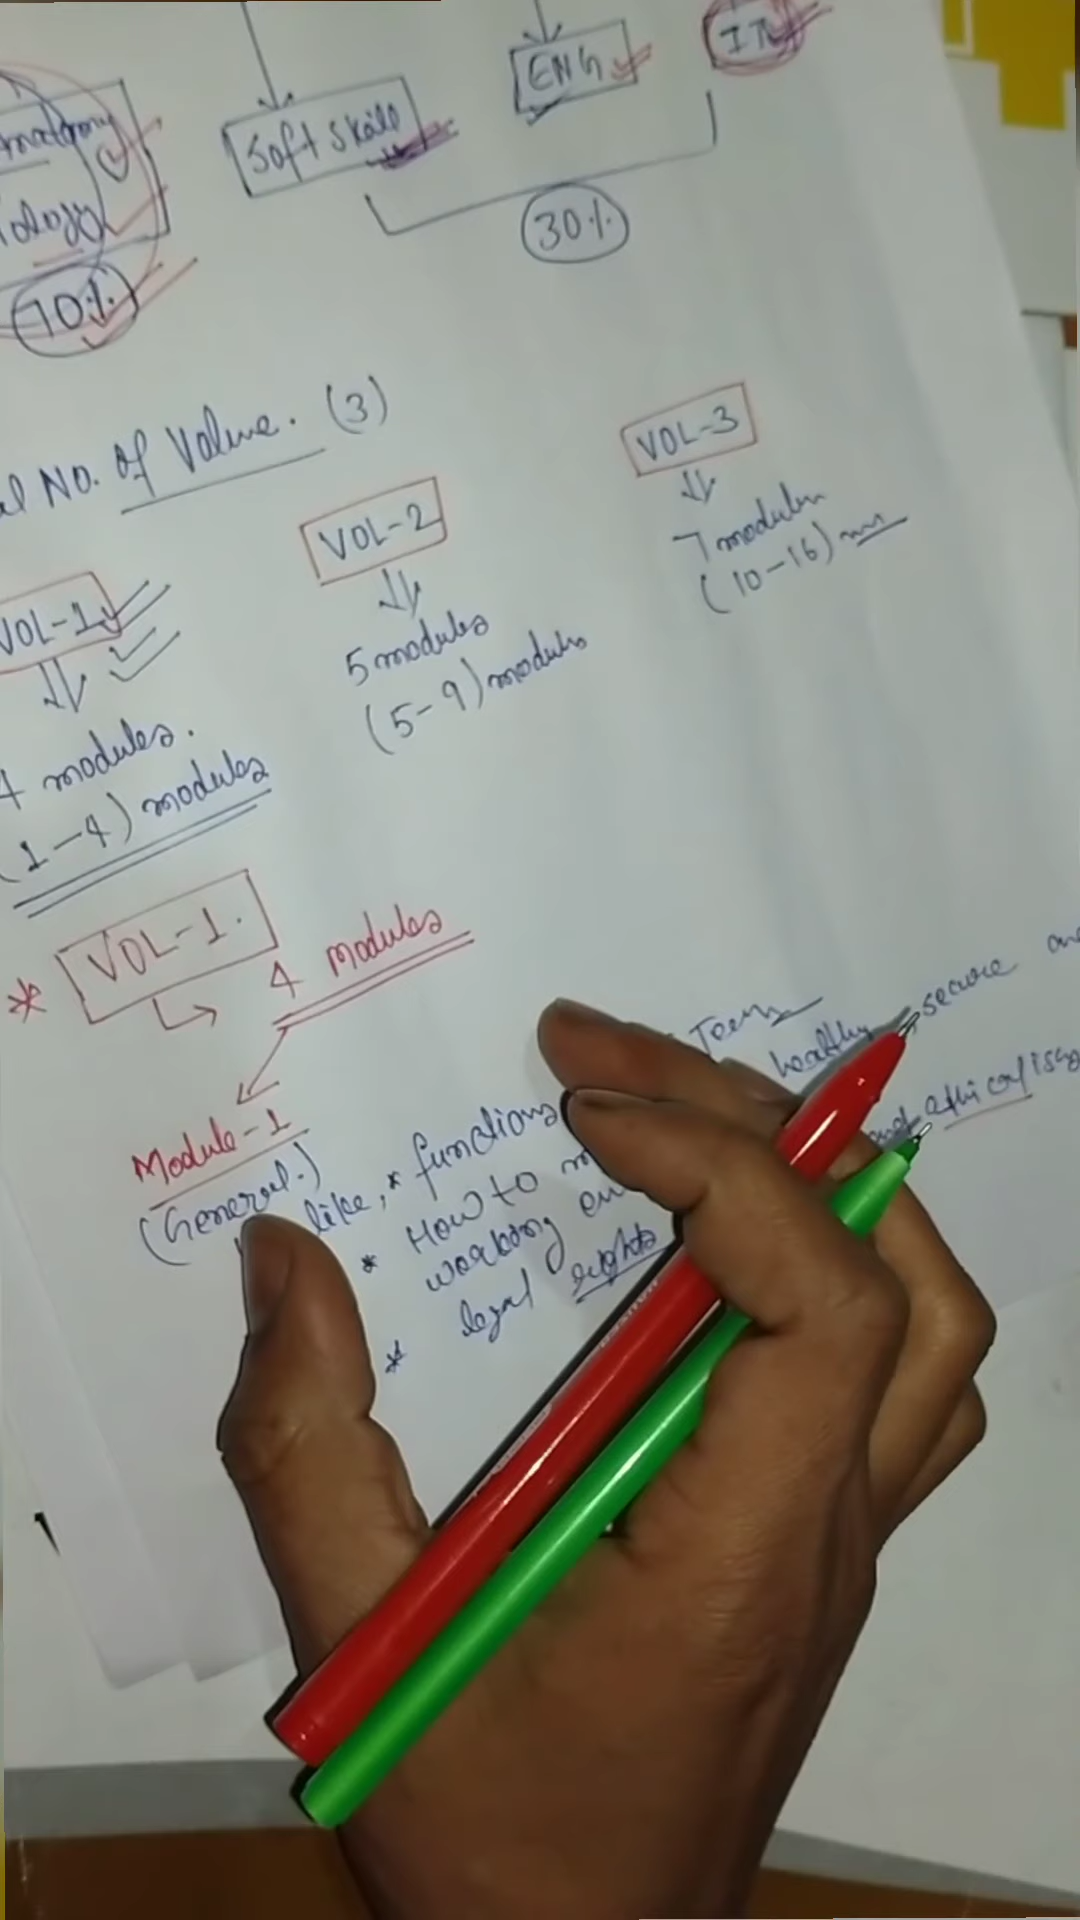 ENG
IT
Soft Skills
30%
70%
No. of Volume. (3)
VOL-1
4 modules.
(1-4) modules
VOL-2
5 modules
(5-9) modules
VOL-3
7 modules
(10-16)
* VOL-1.
4 modules
Module-1
(General.)
like, * functions
* How to
healthy, secure
working
and ethical
* legal rights